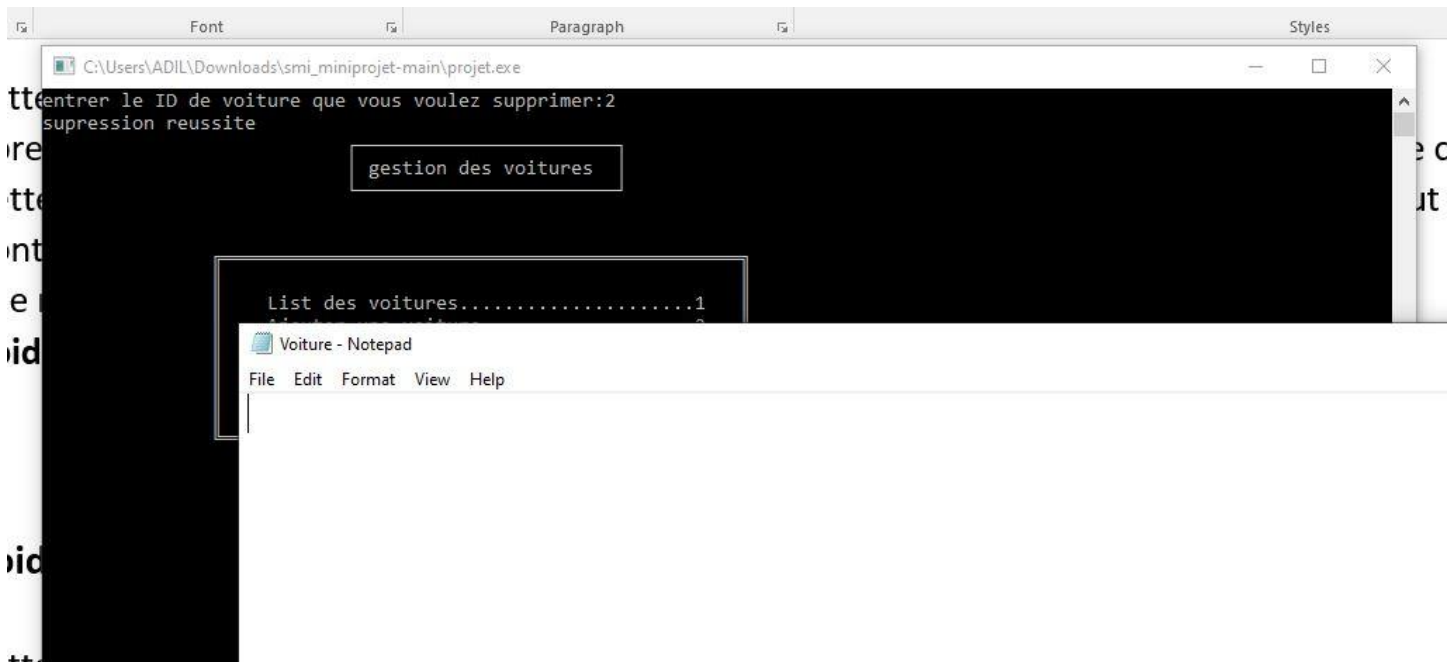 Font Paragraph Styles
C:\Users\ADIL\Downloads\smi_miniprojet-main\projet.exe
entrer le ID de voiture que vous voulez supprimer:2
supression reussite
gestion des voitures
List des voitures.....................1
Voiture - Notepad
File Edit Format View Help